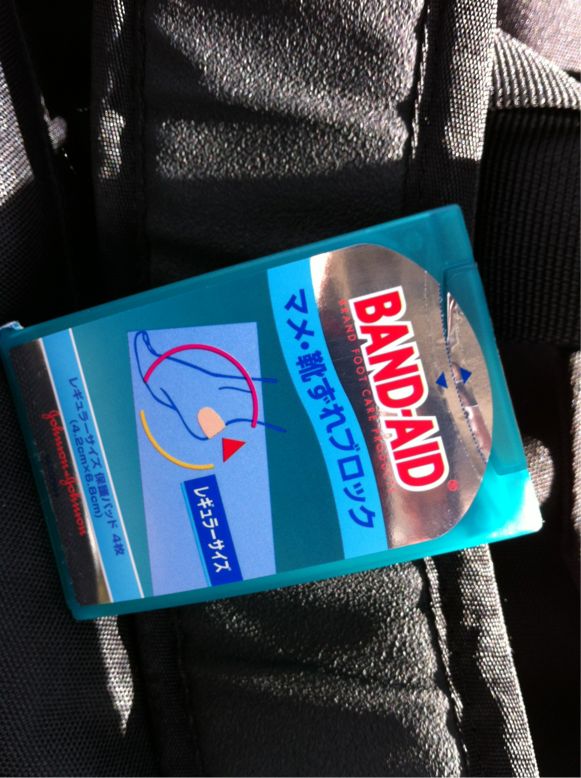 BAND-AID®
BRAND FOOT CARE PRODUCTS
マメ・靴ずれブロック
レギュラーサイズ
レギュラーサイズ 保護パッド 4枚
(4.2cm×6.8cm)
Johnson & Johnson